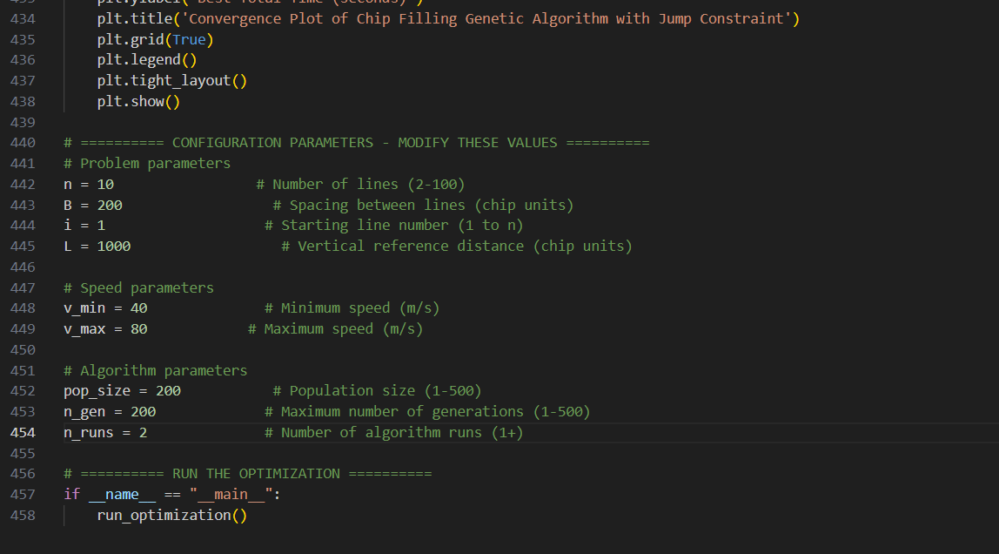 434 plt.title('Convergence Plot of Chip Filling Genetic Algorithm with Jump Constraint')
435 plt.grid(True)
436 plt.legend()
437 plt.tight_layout()
438 plt.show()
439
440 # ========== CONFIGURATION PARAMETERS - MODIFY THESE VALUES ==========
441 # Problem parameters
442 n = 10 # Number of lines (2-100)
443 B = 200 # Spacing between lines (chip units)
444 i = 1 # Starting line number (1 to n)
445 L = 1000 # Vertical reference distance (chip units)
446
447 # Speed parameters
448 v_min = 40 # Minimum speed (m/s)
449 v_max = 80 # Maximum speed (m/s)
450
451 # Algorithm parameters
452 pop_size = 200 # Population size (1-500)
453 n_gen = 200 # Maximum number of generations (1-500)
454 n_runs = 2 # Number of algorithm runs (1+)
455
456 # ========== RUN THE OPTIMIZATION ==========
457 if __name__ == "__main__":
458 run_optimization()